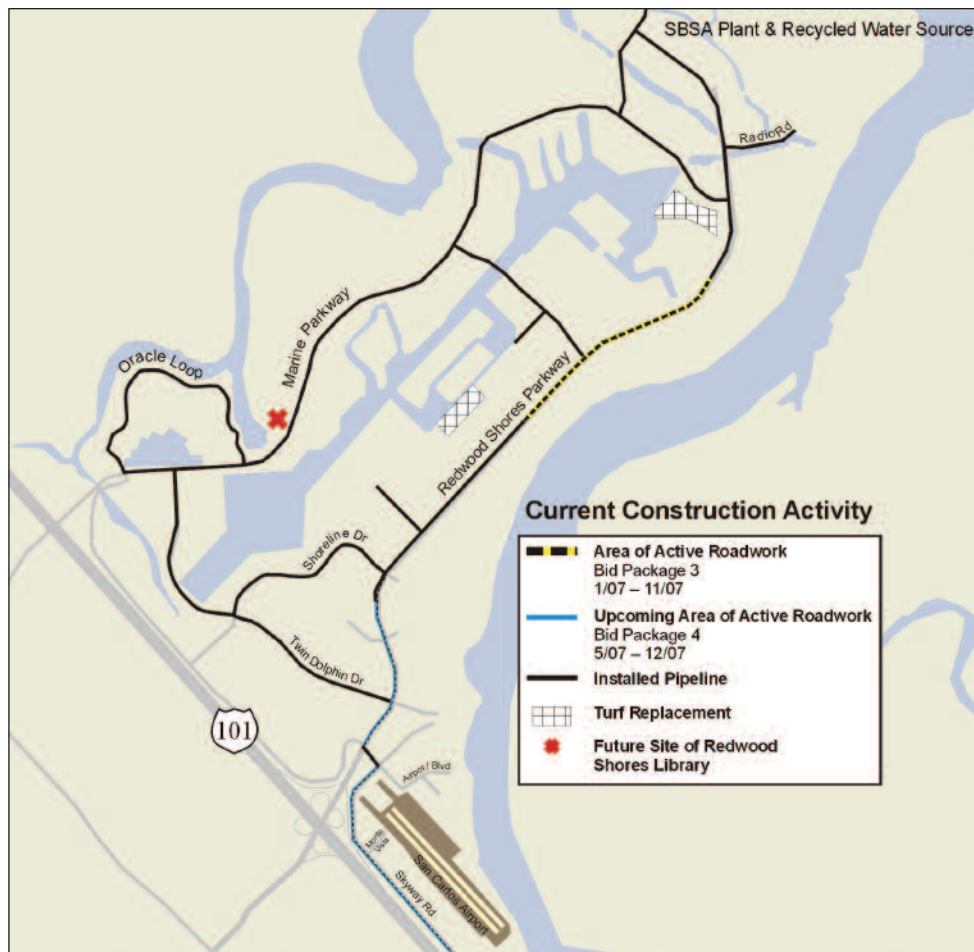 SBSA Plant & Recycled Water Source
Radio Rd
Marine Parkway
Oracle Loop
Redwood Shores Parkway
Shoreline Dr
Twin Dolphin Dr
101
Airport Blvd
San Carlos Airport
Skyway Rd
Current Construction Activity
Area of Active Roadwork
Bid Package 3
1/07 – 11/07
Upcoming Area of Active Roadwork
Bid Package 4
5/07 – 12/07
Installed Pipeline
Turf Replacement
Future Site of Redwood
Shores Library